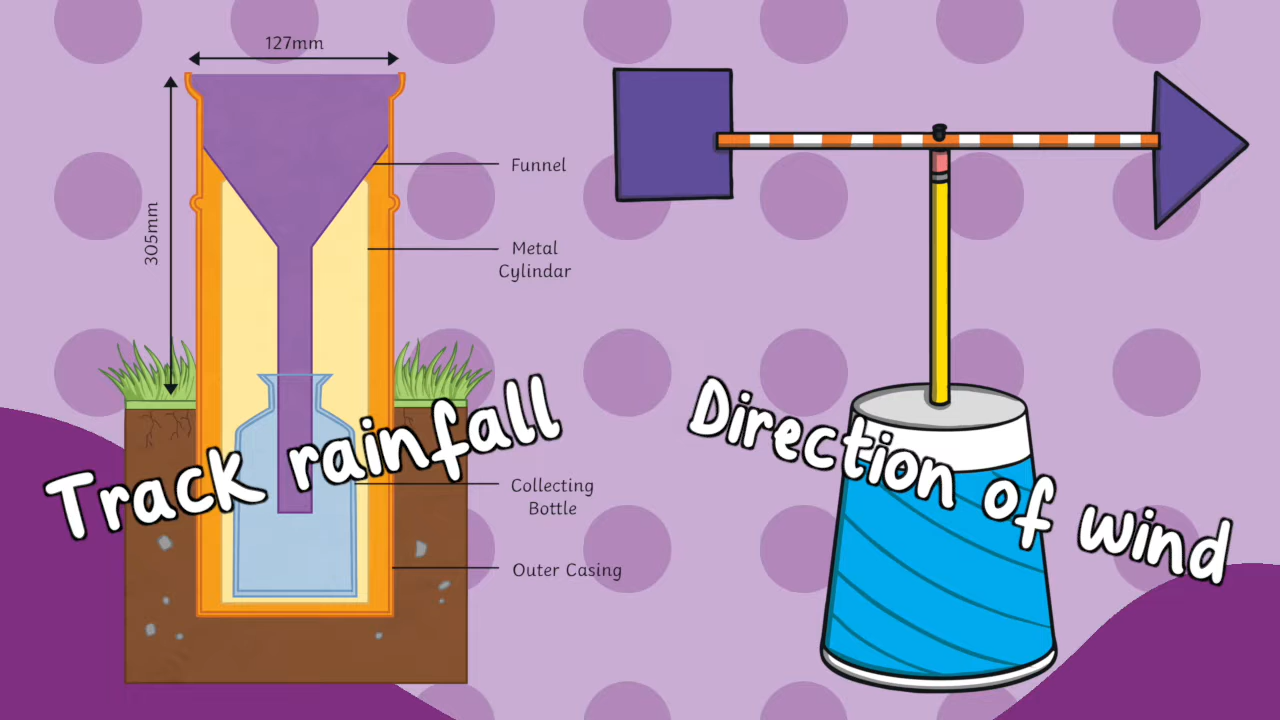 127mm
305mm
Funnel
Metal
Cylindar
Collecting
Bottle
Outer Casing
Track rainfall
Direction of wind